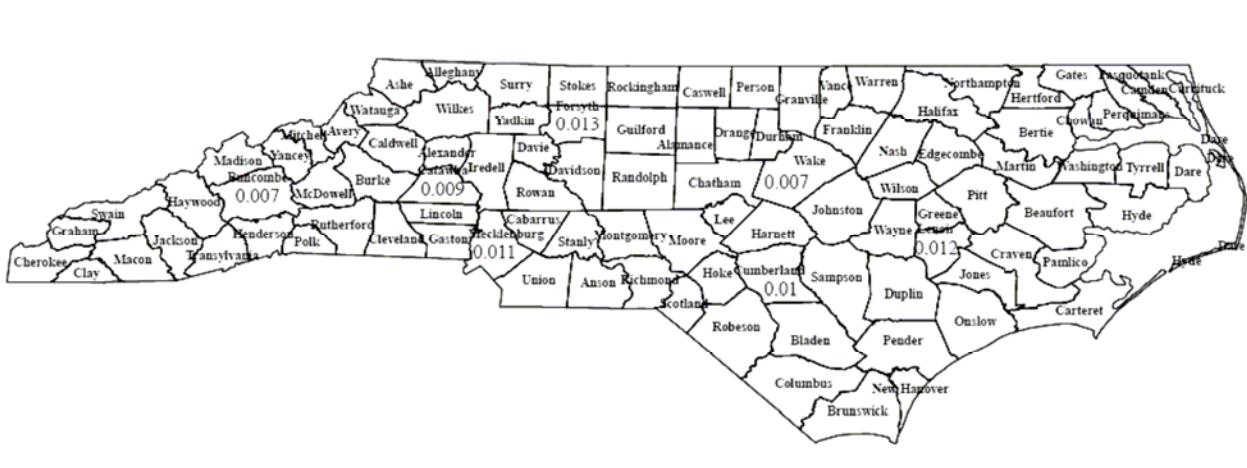 Alleghany
Ashe
Surry
Stokes
Rockingham
Caswell
Person
Granville
Vance
Warren
Northampton
Gates
Pasquotank
Camden
Currituck
Hertford
Halifax
Watauga
Wilkes
Yadkin
Forsyth
0.013
Guilford
Alamance
Orange
Durham
Franklin
Bertie
Chowan
Perquimans
Mitchell
Avery
Caldwell
Alexander
Iredell
Davie
Davidson
Randolph
Chatham
Wake
0.007
Nash
Edgecombe
Martin
Washington
Tyrrell
Dare
Dare
Dare
Madison
Yancey
Buncombe
0.007
McDowell
Burke
Catawba
0.009
Rowan
Wilson
Pitt
Haywood
Swain
Graham
Jackson
Henderson
Rutherford
Polk
Cleveland
Lincoln
Gaston
Mecklenburg
0.011
Cabarrus
Stanly
Montgomery
Moore
Lee
Harnett
Johnston
Wayne
Greene
Lenoir
0.012
Beaufort
Hyde
Craven
Pamlico
Jones
Cherokee
Clay
Macon
Transylvania
Union
Anson
Richmond
Scotland
Hoke
Cumberland
0.01
Sampson
Duplin
Onslow
Carteret
Hyde
Dare
Robeson
Bladen
Pender
Columbus
New Hanover
Brunswick